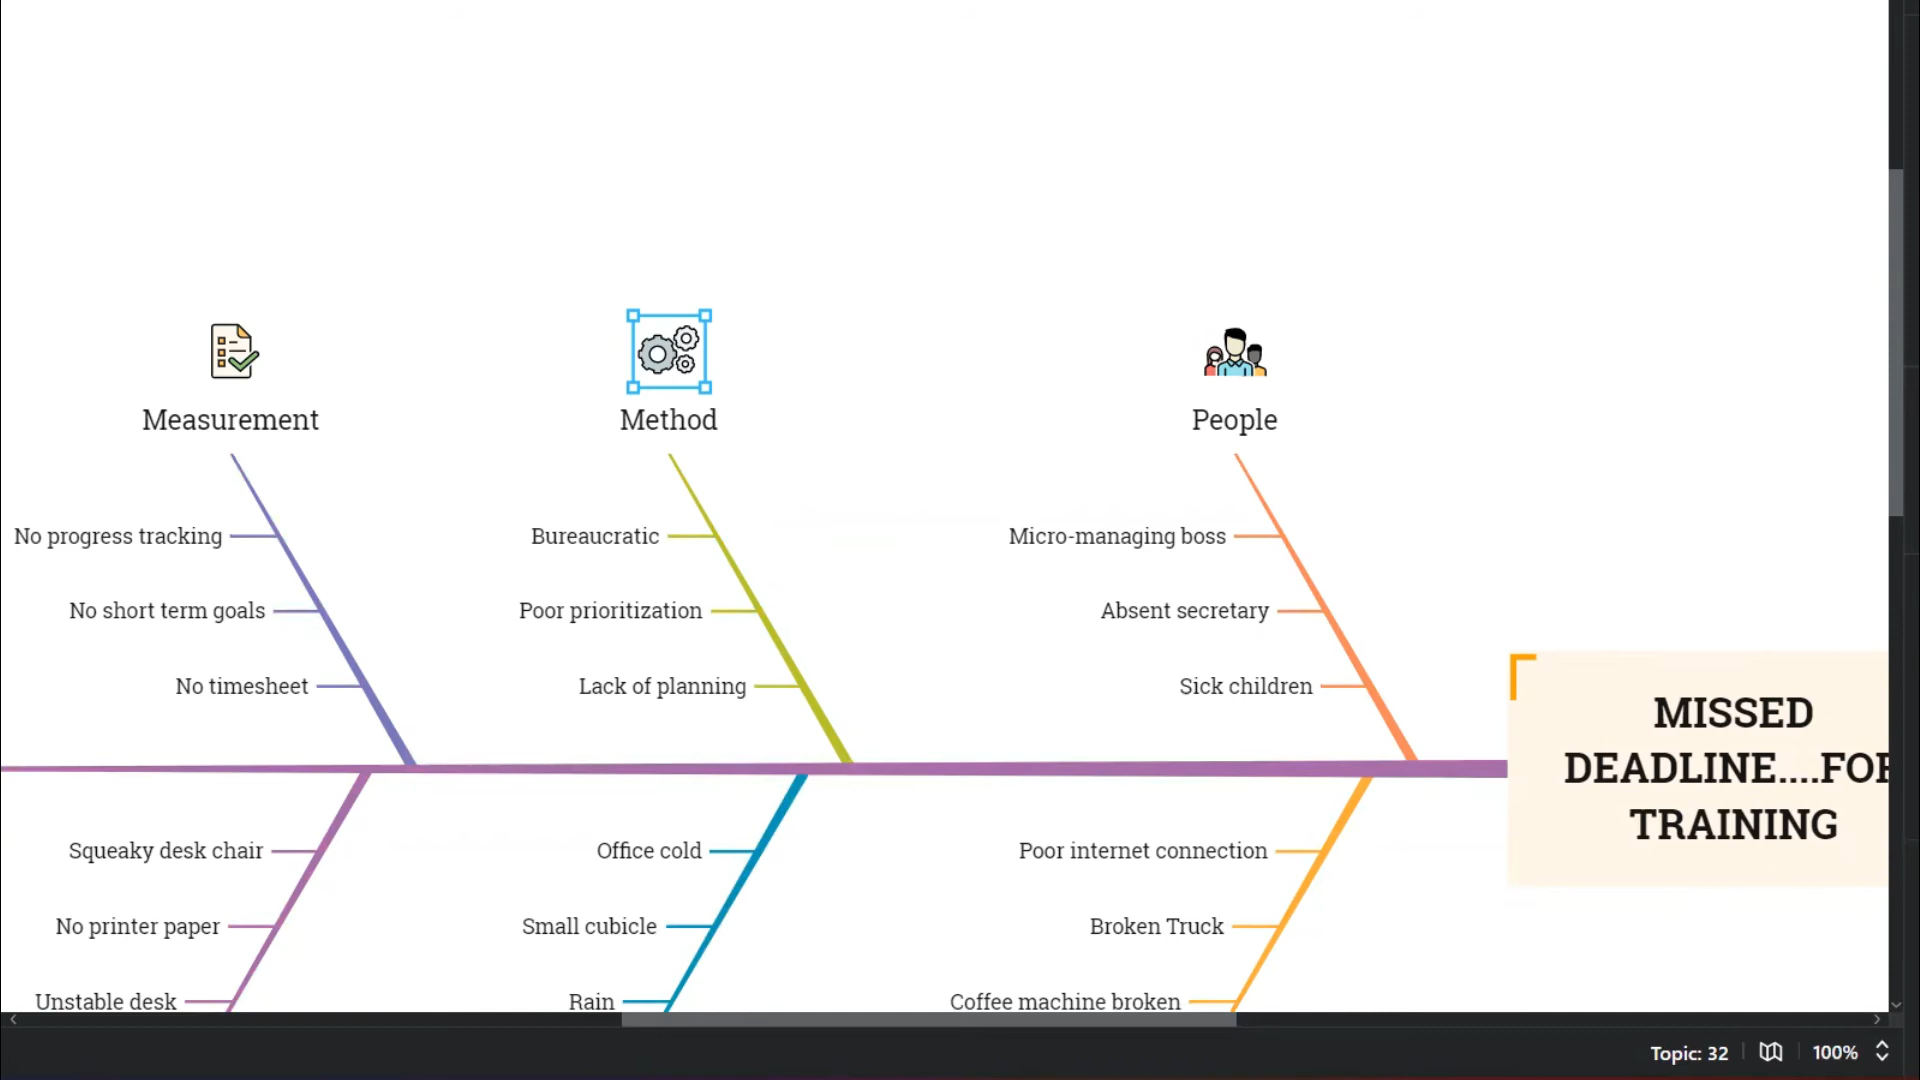 Measurement
Method
People
No progress tracking
Bureaucratic
Micro-managing boss
No short term goals
Poor prioritization
Absent secretary
No timesheet
Lack of planning
Sick children
MISSED
DEADLINE....FOR
TRAINING
Squeaky desk chair
Office cold
Poor internet connection
No printer paper
Small cubicle
Broken Truck
Unstable desk
Rain
Coffee machine broken
Topic: 32
100%